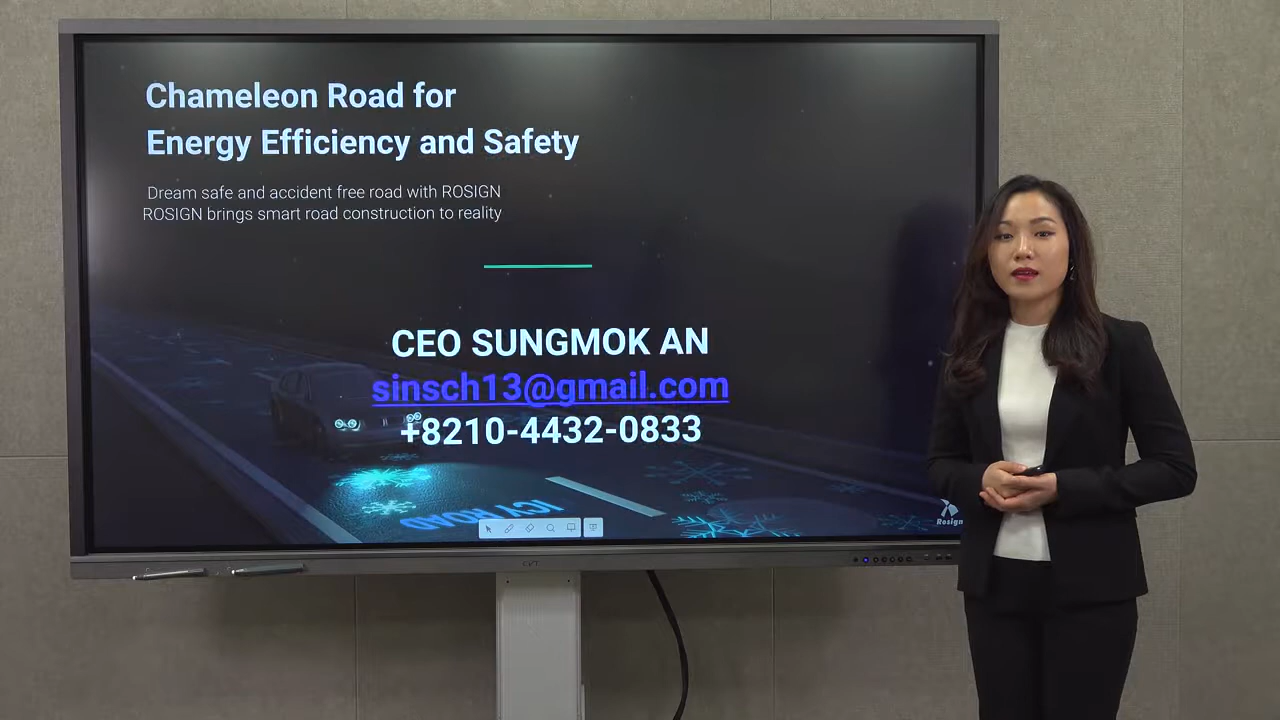 Chameleon Road for
Energy Efficiency and Safety
Dream safe and accident free road with ROSIGN
ROSIGN brings smart road construction to reality
CEO SUNGMOK AN
sinsch13@gmail.com
+8210-4432-0833
ICY ROAD
Rosign